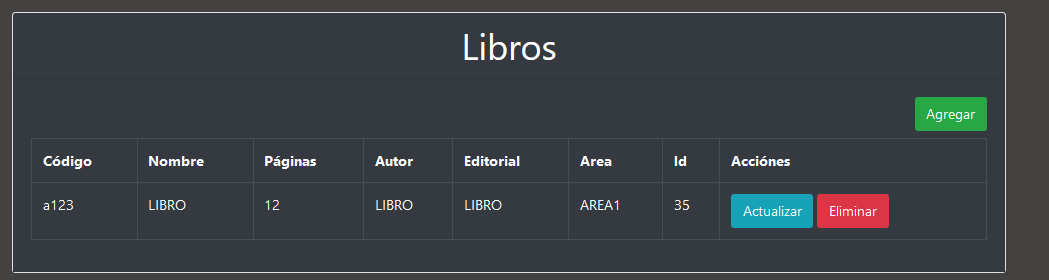 Libros
Agregar
Código Nombre Páginas Autor Editorial Area Id Acciónes
a123 LIBRO 12 LIBRO LIBRO AREA1 35 Actualizar Eliminar